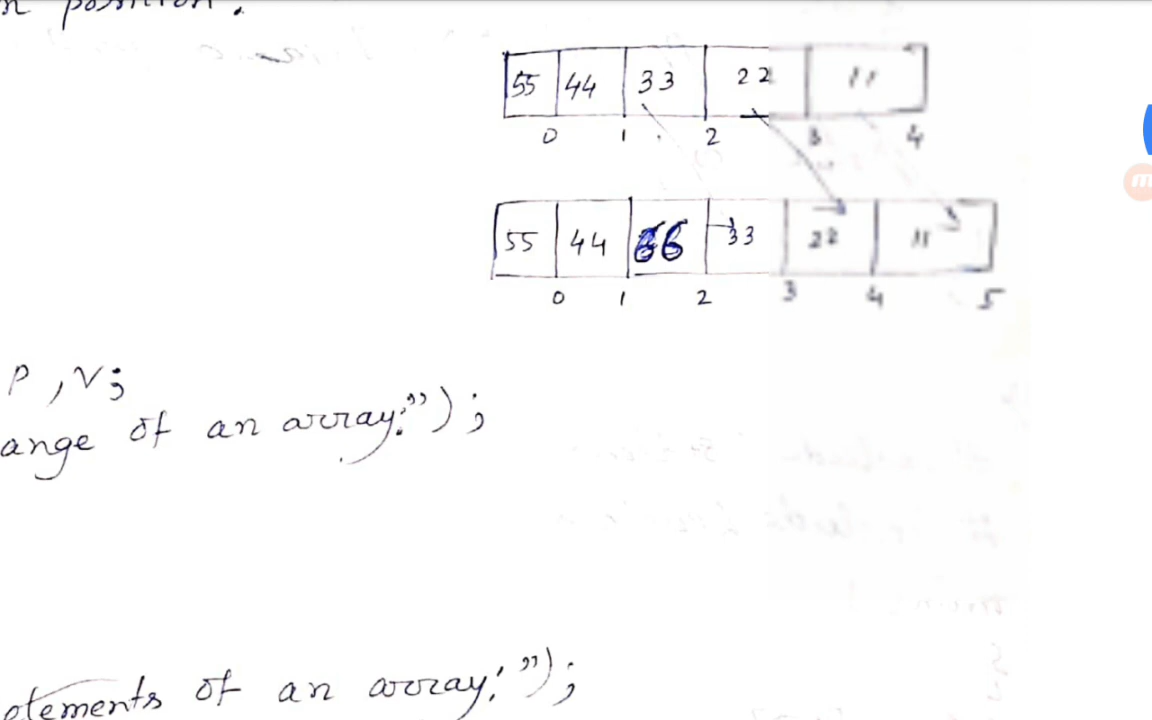 n position.
55 44 33 22 11
0 1 2 3 4
55 44 66 33 22 11
0 1 2 3 4 5
P, V;
ange of an array:");
elements of an array:");